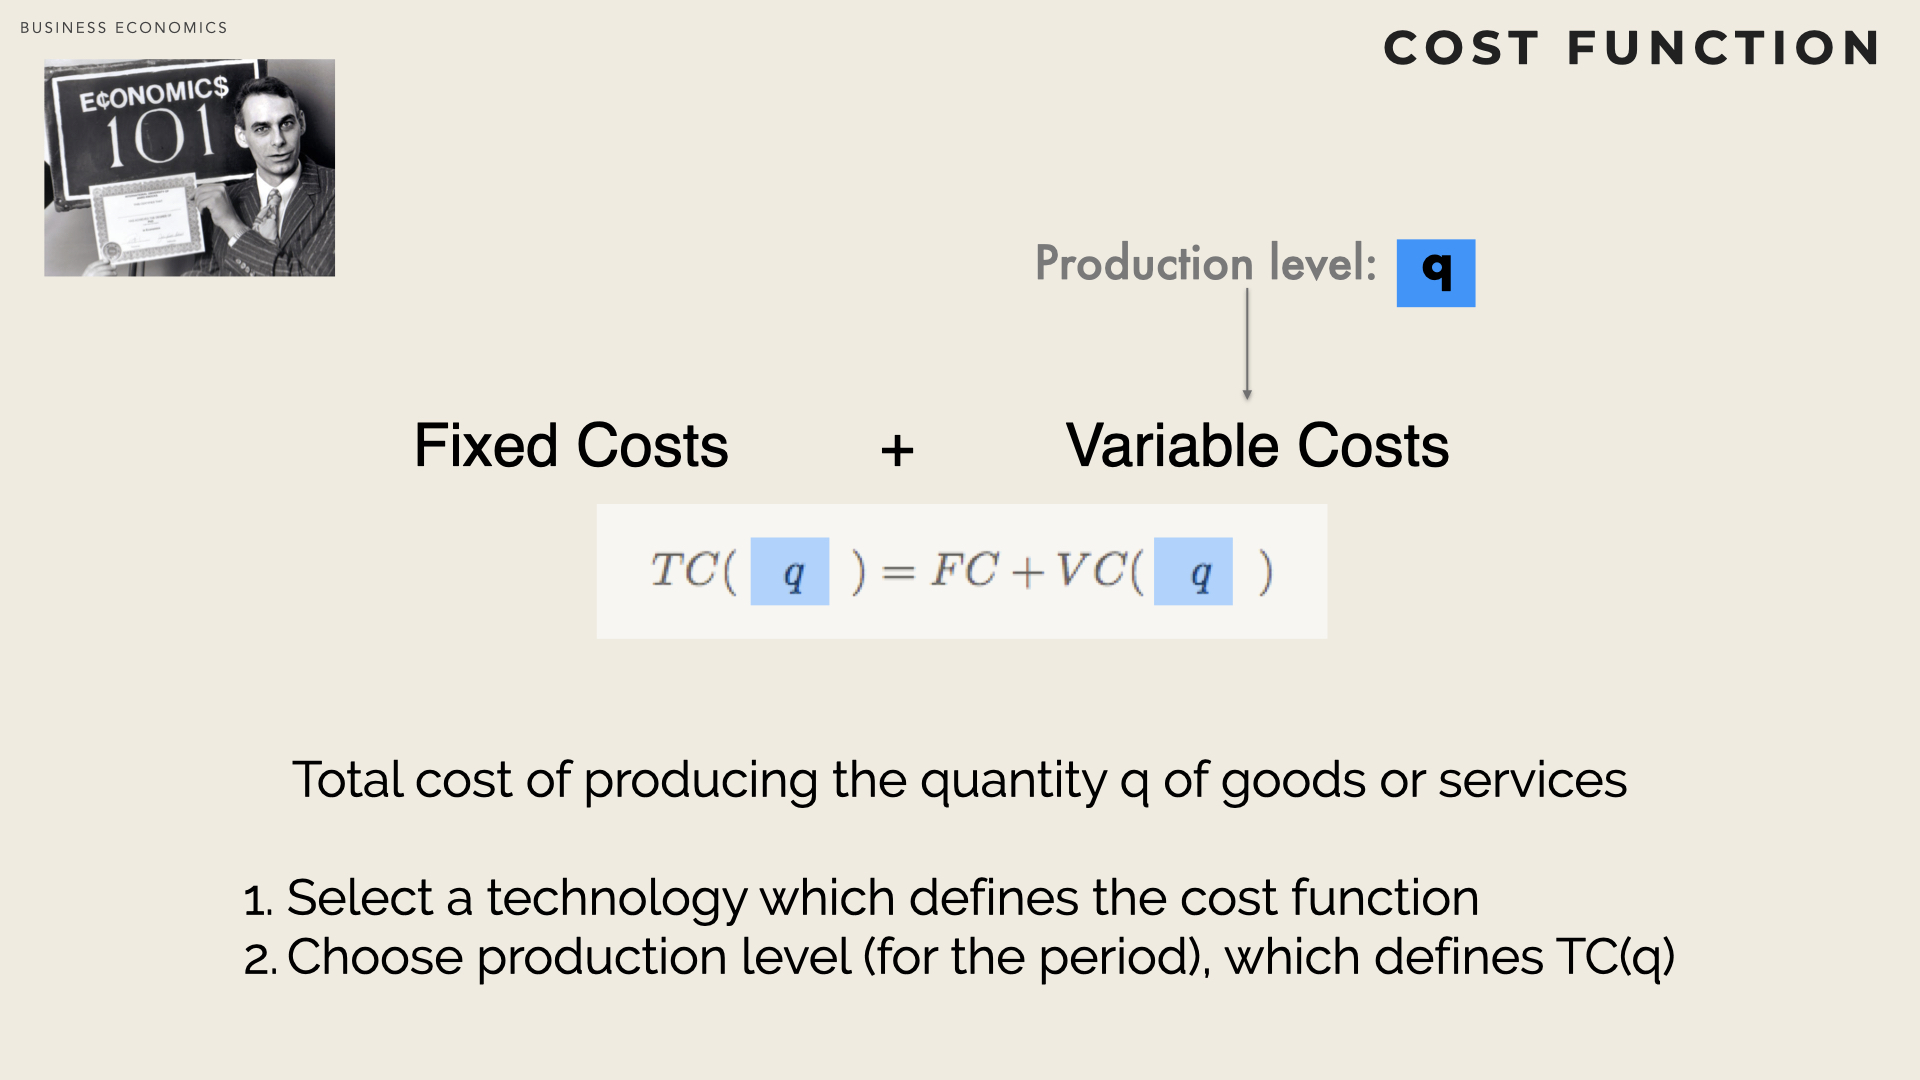 BUSINESS ECONOMICS
COST FUNCTION
E¢ONOMIC$
101
Production level: q
Fixed Costs + Variable Costs
TC( q ) = FC + VC( q )
Total cost of producing the quantity q of goods or services
1. Select a technology which defines the cost function
2. Choose production level (for the period), which defines TC(q)